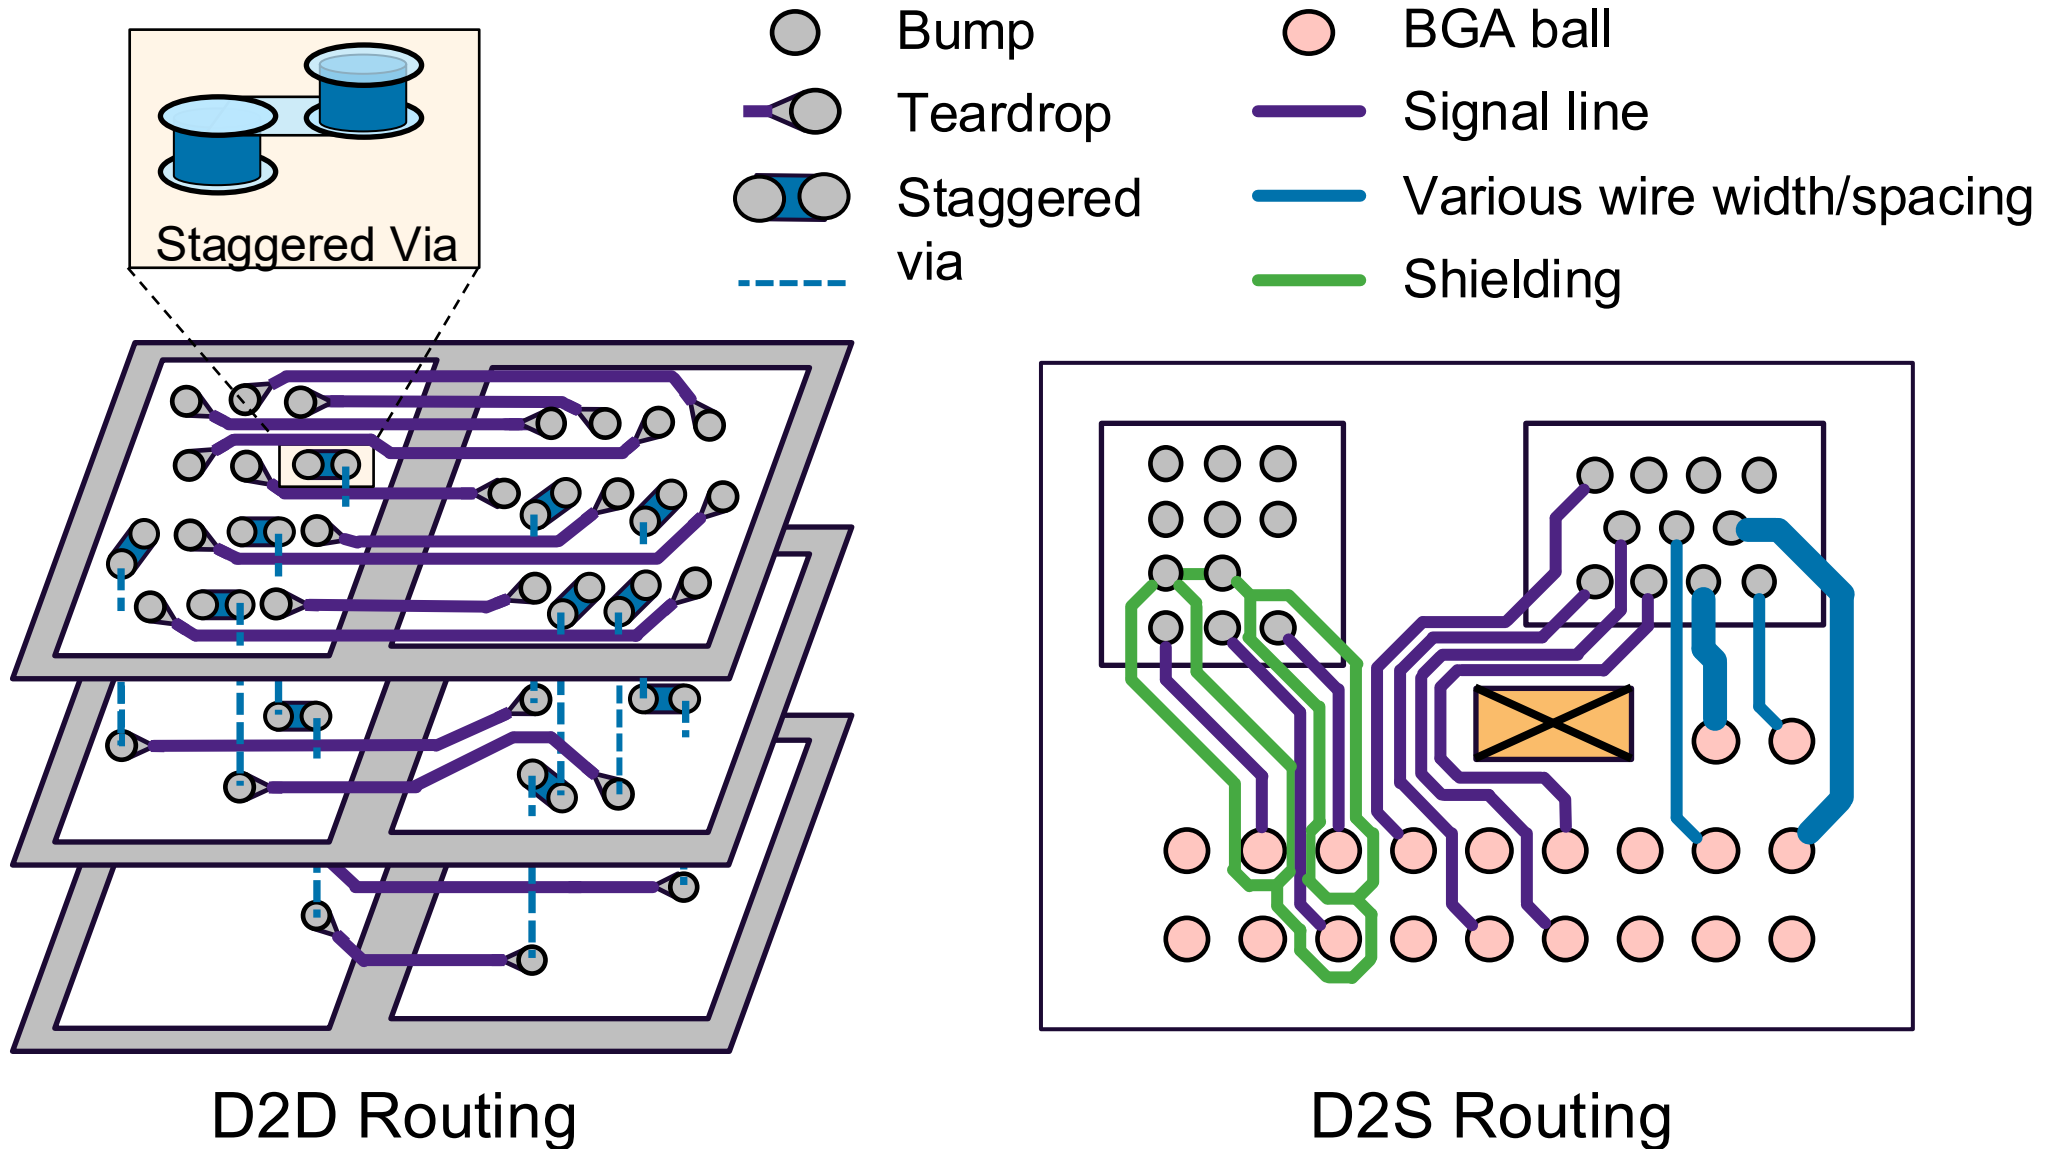 Staggered Via
Bump
Teardrop
Staggered
via
BGA ball
Signal line
Various wire width/spacing
Shielding
D2D Routing
D2S Routing